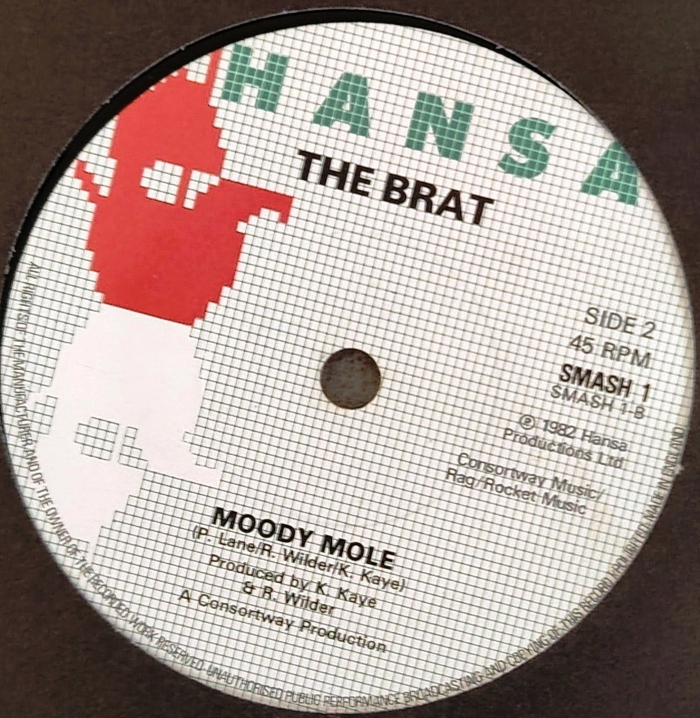 HANSA
THE BRAT
SIDE 2
45 RPM
SMASH 1
SMASH 1-B
℗ 1982 Hansa
Productions Ltd.
Consortway Music/
Rag/Rocket Music
MOODY MOLE
(P. Lane/R. Wilder/K. Kaye)
Produced by K. Kaye
& R. Wilder
A Consortway Production
ALL RIGHTS OF THE MANUFACTURER AND OF THE OWNER OF THE RECORDED WORK RESERVED. UNAUTHORISED PUBLIC PERFORMANCE BROADCASTING AND COPYING OF THIS RECORD PROHIBITED. MADE IN ENGLAND